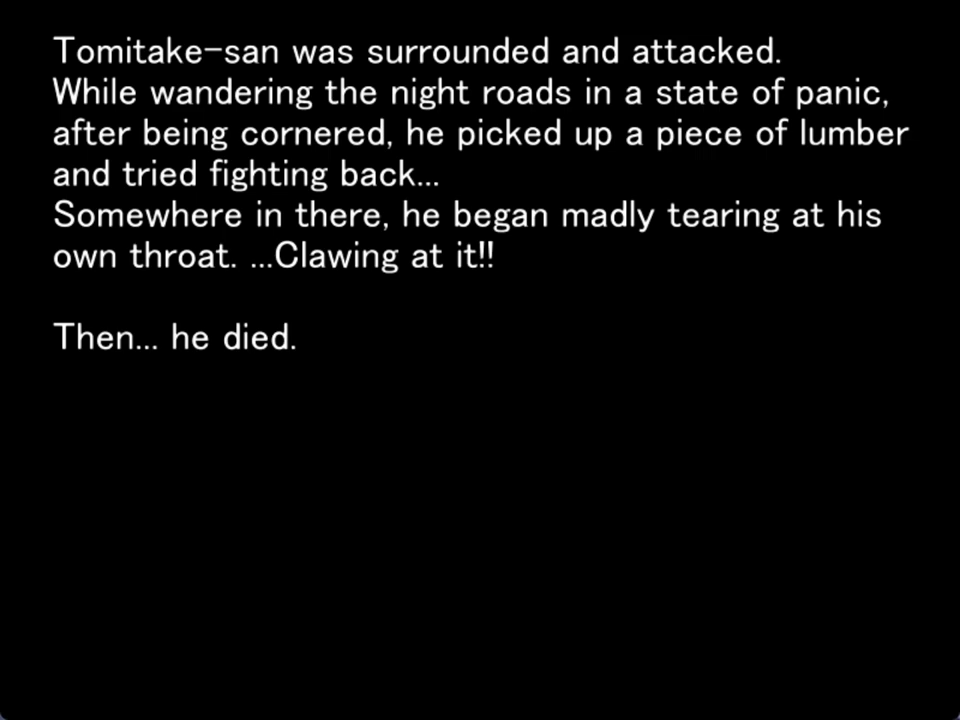 Tomitake-san was surrounded and attacked.
While wandering the night roads in a state of panic,
after being cornered, he picked up a piece of lumber
and tried fighting back...
Somewhere in there, he began madly tearing at his
own throat. ...Clawing at it!!
Then... he died.